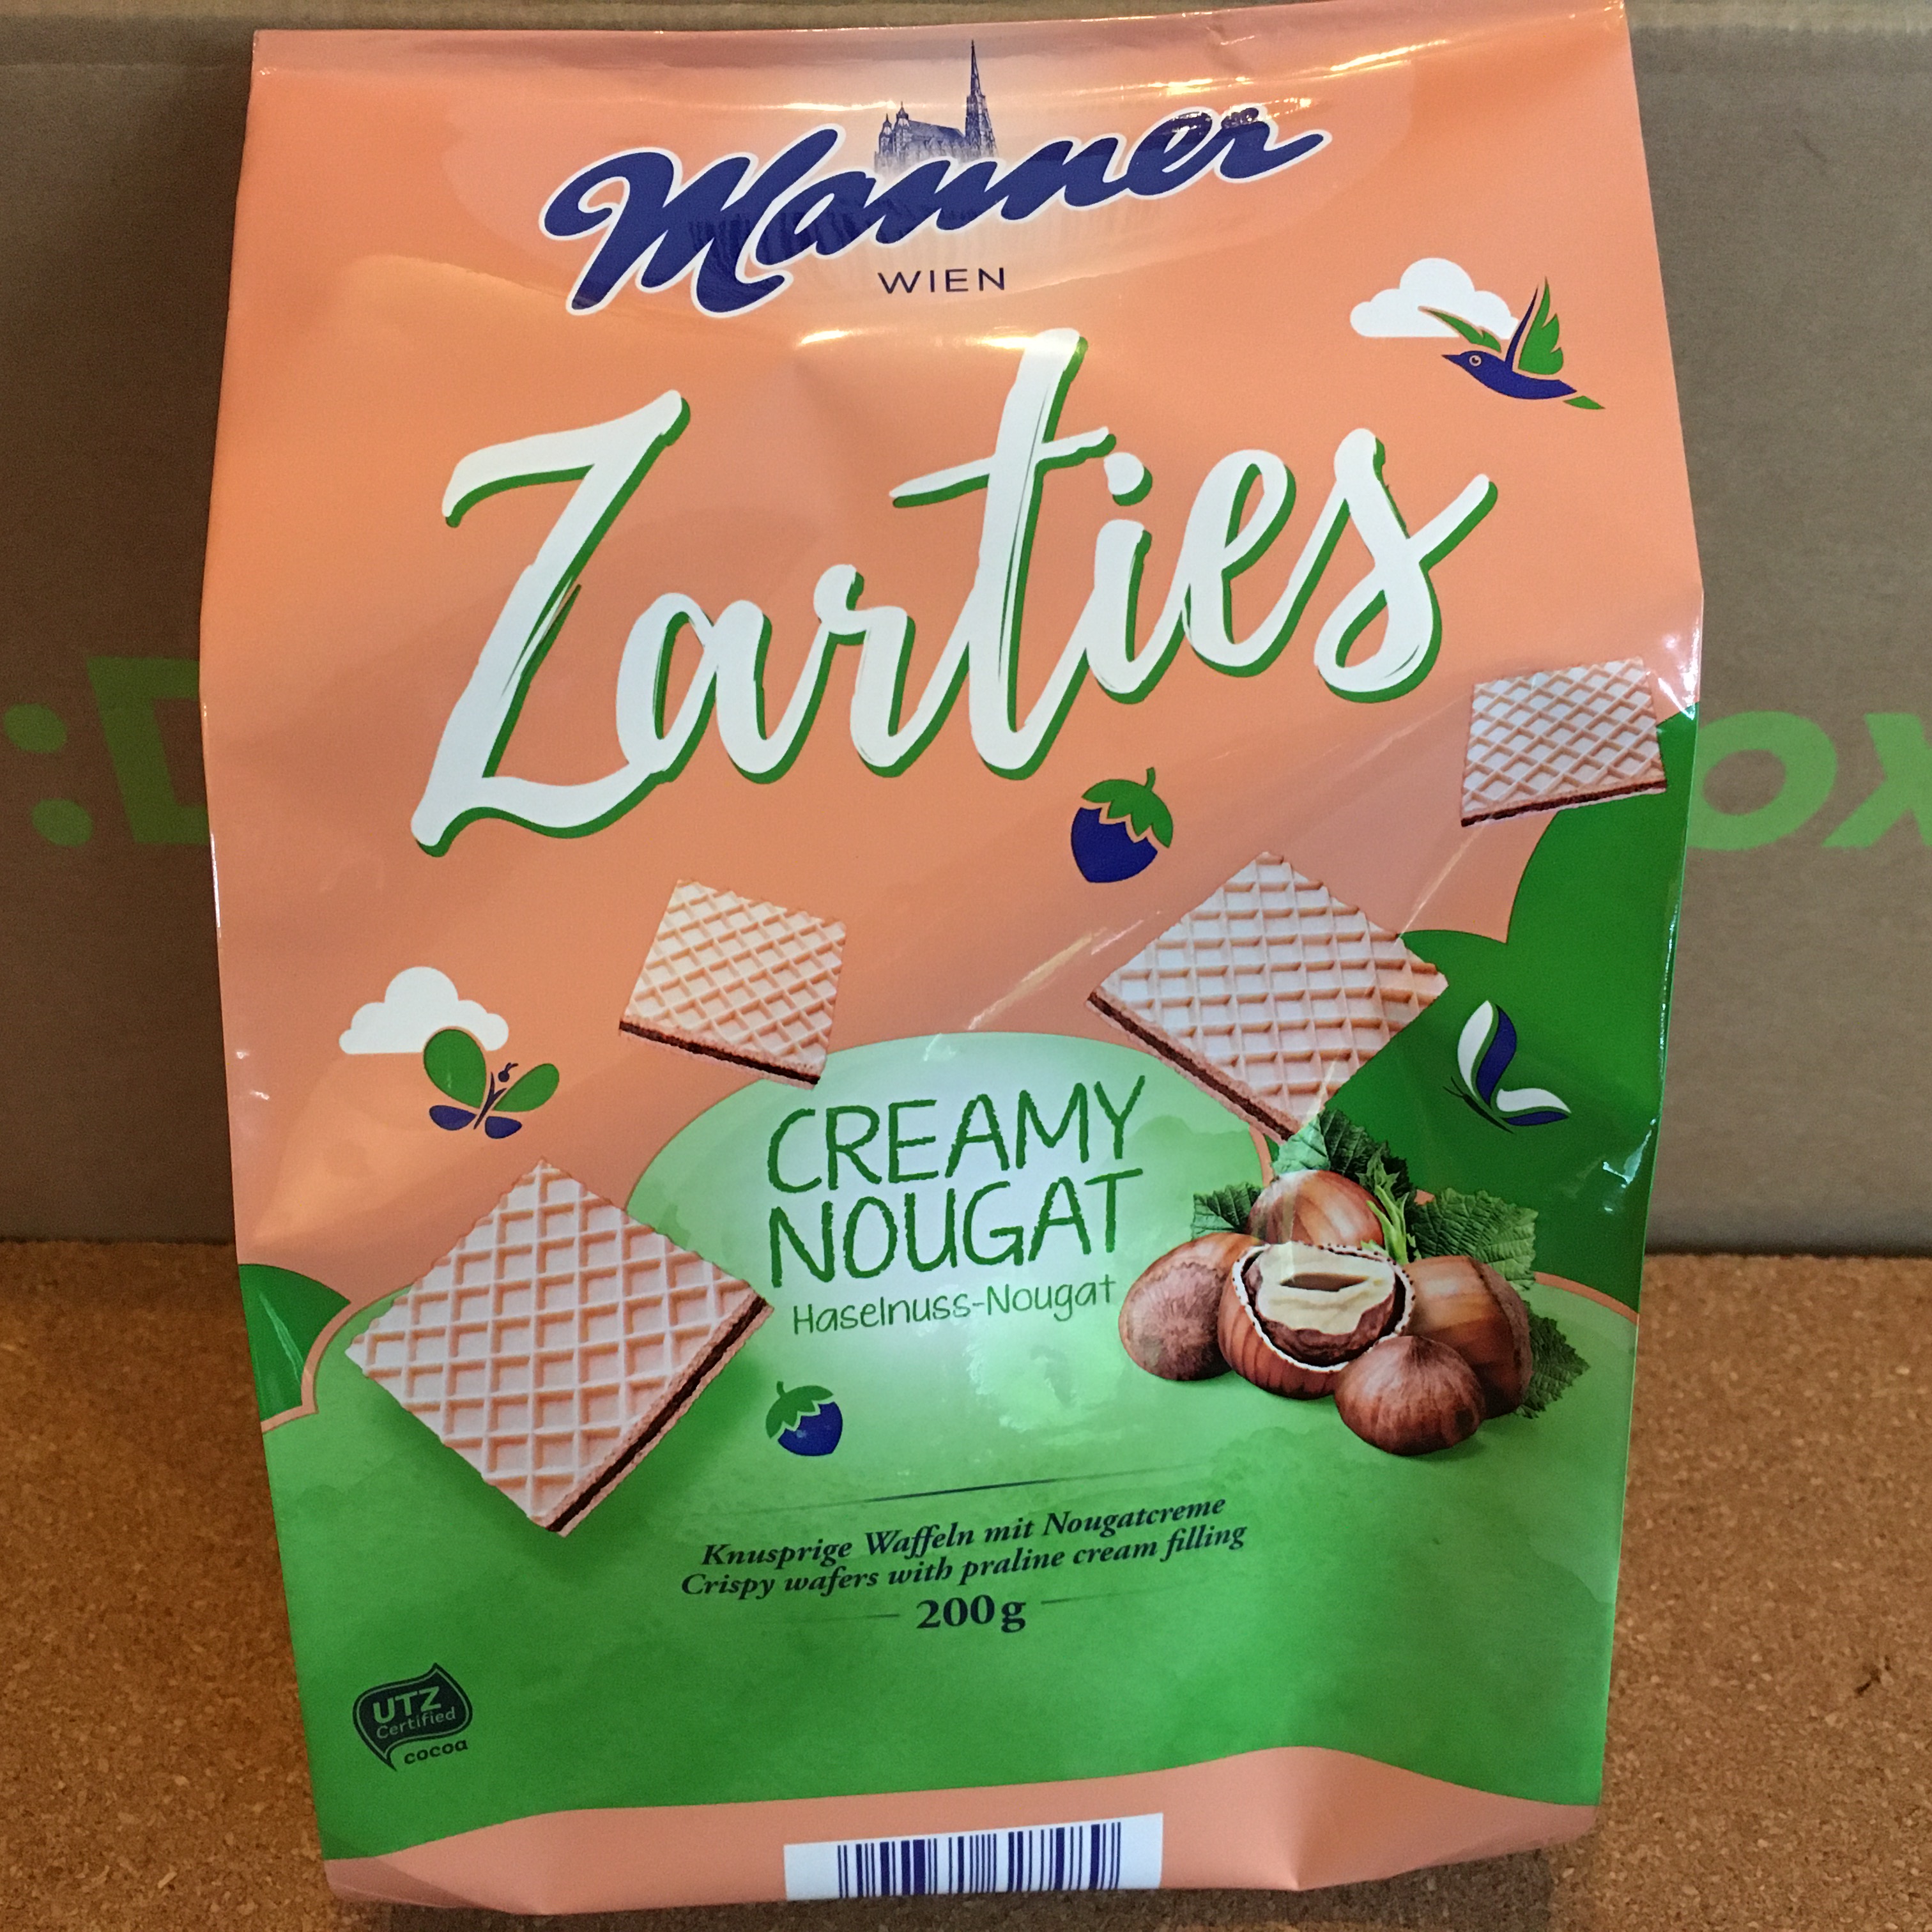 Manner
WIEN
Zarties
CREAMY
NOUGAT
Haselnuss-Nougat
Knusprige Waffeln mit Nougatcreme
Crispy wafers with praline cream filling
200g
UTZ
Certified
cocoa